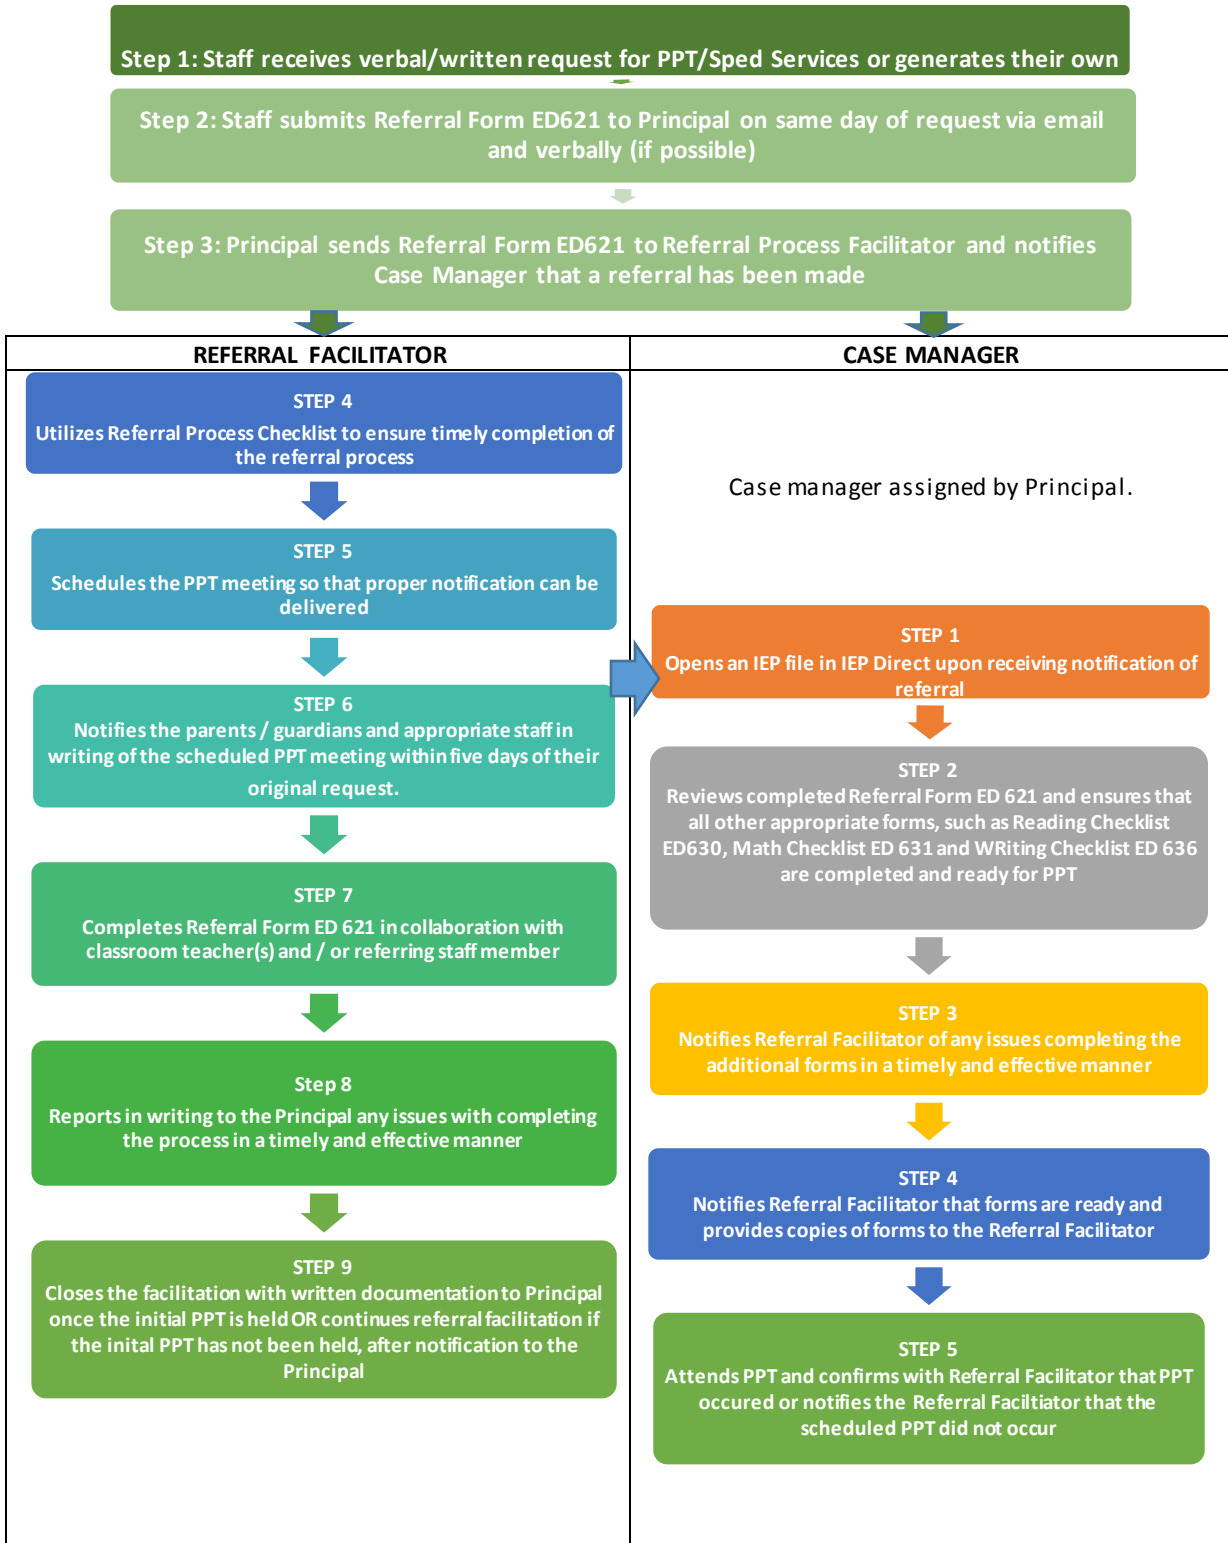 Step 1: Staff receives verbal/written request for PPT/Sped Services or generates their own
Step 2: Staff submits Referral Form ED621 to Principal on same day of request via email
and verbally (if possible)
Step 3: Principal sends Referral Form ED621 to Referral Process Facilitator and notifies
Case Manager that a referral has been made
REFERRAL FACILITATOR
STEP 4
Utilizes Referral Process Checklist to ensure timely completion of
the referral process
STEP 5
Schedules the PPT meeting so that proper notification can be
delivered
STEP 6
Notifies the parents / guardians and appropriate staff in
writing of the scheduled PPT meeting within five days of their
original request.
STEP 7
Completes Referral Form ED 621 in collaboration with
classroom teacher(s) and / or referring staff member
Step 8
Reports in writing to the Principal any issues with completing
the process in a timely and effective manner
STEP 9
Closes the facilitation with written documentation to Principal
once the initial PPT is held OR continues referral facilitation if
the inital PPT has not been held, after notification to the
Principal
CASE MANAGER
Case manager assigned by Principal.
STEP 1
Opens an IEP file in IEP Direct upon receiving notification of
referral
STEP 2
Reviews completed Referral Form ED 621 and ensures that
all other appropriate forms, such as Reading Checklist
ED630, Math Checklist ED 631 and WRiting Checklist ED 636
are completed and ready for PPT
STEP 3
Notifies Referral Facilitator of any issues completing the
additional forms in a timely and effective manner
STEP 4
Notifies Referral Facilitator that forms are ready and
provides copies of forms to the Referral Facilitator
STEP 5
Attends PPT and confirms with Referral Facilitator that PPT
occured or notifies the Referral Faciltiator that the
scheduled PPT did not occur